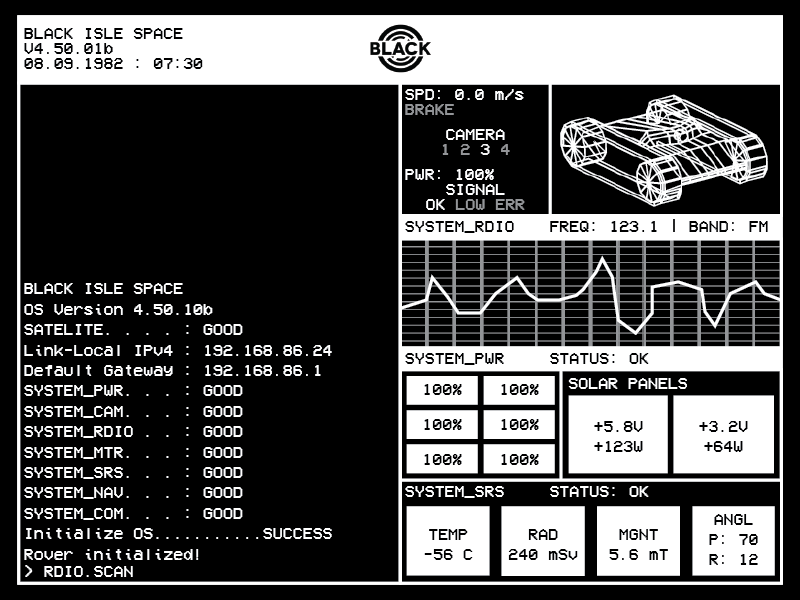 BLACK ISLE SPACE
V4.50.01b
08.09.1982 : 07:30
BLACK
BLACK ISLE SPACE
OS Version 4.50.10b
SATELITE. . . . : GOOD
Link-Local IPv4 : 192.168.86.24
Default Gateway : 192.168.86.1
SYSTEM_PWR. . . : GOOD
SYSTEM_CAM. . . : GOOD
SYSTEM_RDIO . . : GOOD
SYSTEM_MTR. . . : GOOD
SYSTEM_SRS. . . : GOOD
SYSTEM_NAV. . . : GOOD
SYSTEM_COM. . . : GOOD
Initialize OS...........SUCCESS
Rover initialized!
> RDIO.SCAN
SPD: 0.0 m/s
BRAKE
CAMERA
1 2 3 4
PWR: 100%
SIGNAL
OK LOW ERR
SYSTEM_RDIO FREQ: 123.1 | BAND: FM
SYSTEM_PWR STATUS: OK
100% 100%
100% 100%
100% 100%
SOLAR PANELS
+5.8V
+123W
+3.2V
+64W
SYSTEM_SRS STATUS: OK
TEMP
-56 C
RAD
240 mSv
MGNT
5.6 mT
ANGL
P: 70
R: 12